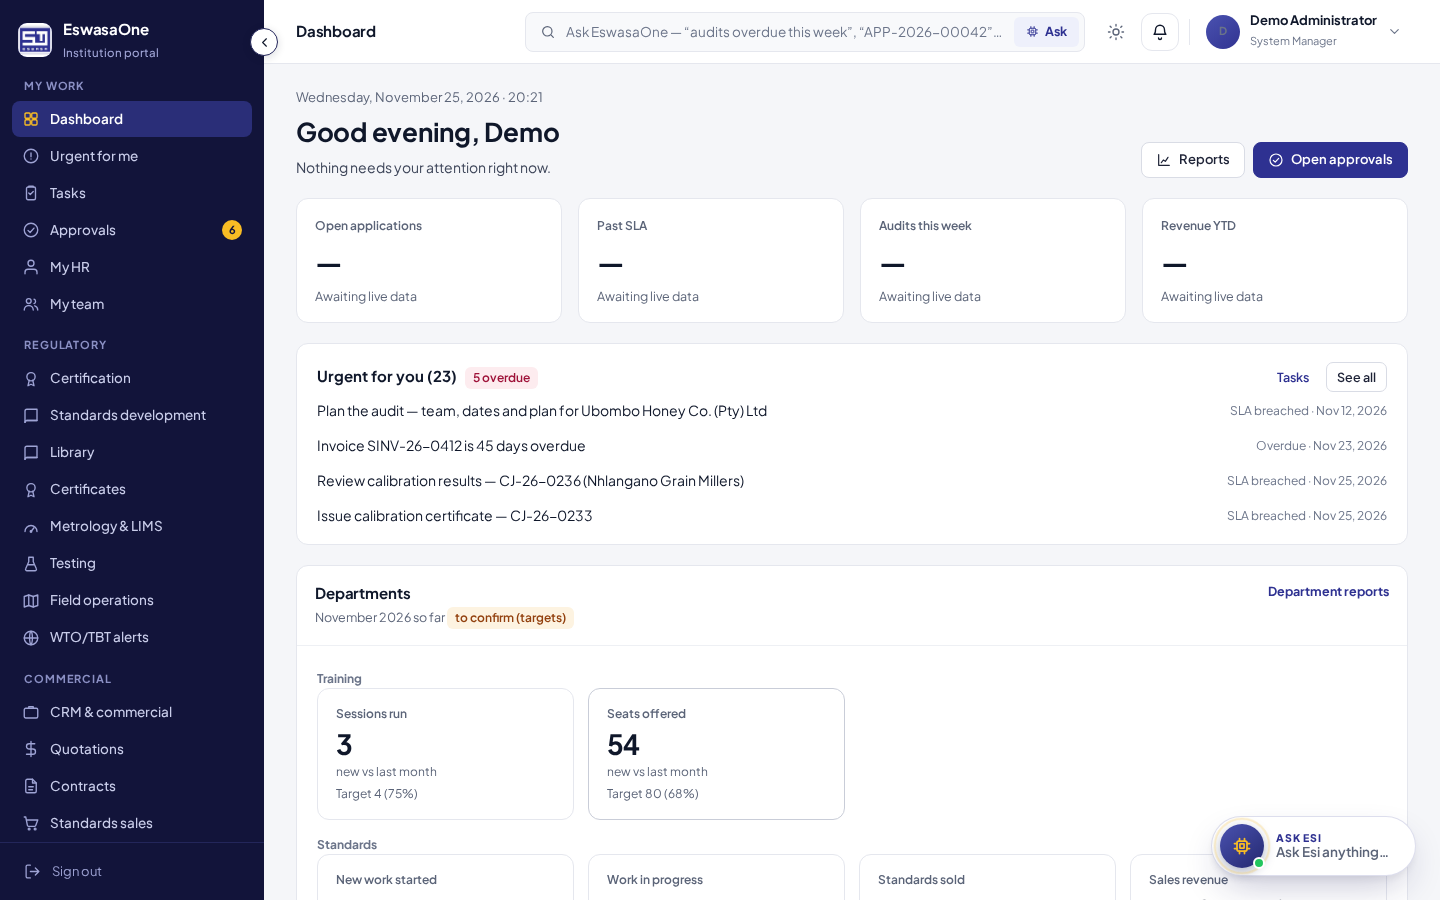 EswasaOne
Institution portal
MY WORK
Dashboard
Urgent for me
Tasks
Approvals
6
My HR
My team
REGULATORY
Certification
Standards development
Library
Certificates
Metrology & LIMS
Testing
Field operations
WTO/TBT alerts
COMMERCIAL
CRM & commercial
Quotations
Contracts
Standards sales
Sign out
Dashboard
Ask EswasaOne — “audits overdue this week”, “APP-2026-00042”…
Ask
D
Demo Administrator
System Manager
Wednesday, November 25, 2026 · 20:21
Good evening, Demo
Nothing needs your attention right now.
Reports
Open approvals
Open applications
—
Awaiting live data
Past SLA
—
Awaiting live data
Audits this week
—
Awaiting live data
Revenue YTD
—
Awaiting live data
Urgent for you (23)
5 overdue
Tasks
See all
Plan the audit — team, dates and plan for Ubombo Honey Co. (Pty) Ltd
SLA breached · Nov 12, 2026
Invoice SINV-26-0412 is 45 days overdue
Overdue · Nov 23, 2026
Review calibration results — CJ-26-0236 (Nhlangano Grain Millers)
SLA breached · Nov 25, 2026
Issue calibration certificate — CJ-26-0233
SLA breached · Nov 25, 2026
Departments
November 2026 so far to confirm (targets)
Department reports
Training
Sessions run
3
new vs last month
Target 4 (75%)
Seats offered
54
new vs last month
Target 80 (68%)
Standards
New work started
Work in progress
Standards sold
Sales revenue
ASK ESI
Ask Esi anything…